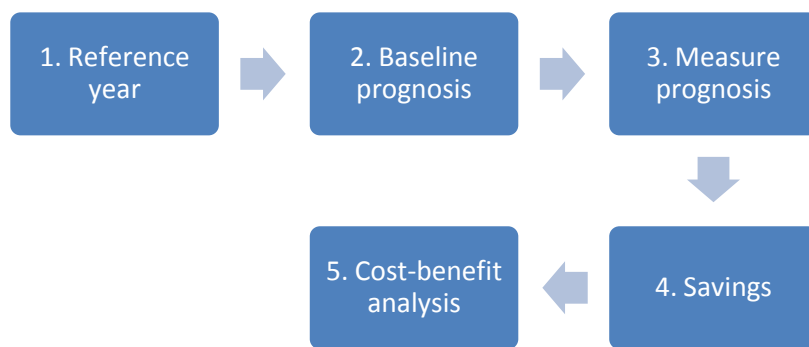 1. Reference
year
2. Baseline
prognosis
3. Measure
prognosis
4. Savings
5. Cost-benefit
analysis